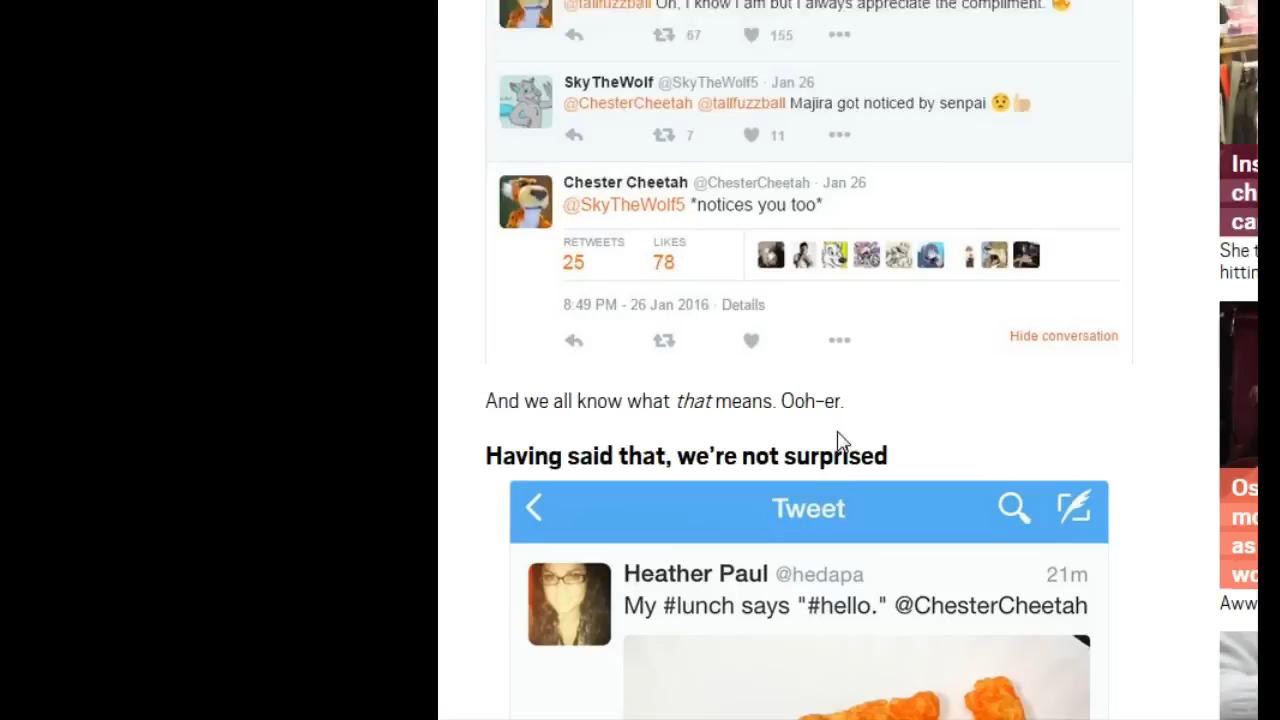 @tallfuzzball Oh, I know I am but I always appreciate the compliment.
67 155
SkyTheWolf @SkyTheWolf5 · Jan 26
@ChesterCheetah @tallfuzzball Majira got noticed by senpai
7 11
Chester Cheetah @ChesterCheetah · Jan 26
@SkyTheWolf5 *notices you too*
RETWEETS LIKES
25 78
8:49 PM - 26 Jan 2016 · Details
Hide conversation
And we all know what that means. Ooh-er.
Having said that, we're not surprised
Tweet
Heather Paul @hedapa 21m
My #lunch says "#hello." @ChesterCheetah
Ins
ch
ca
She t
hittin
Os
mo
as
wo
Aww